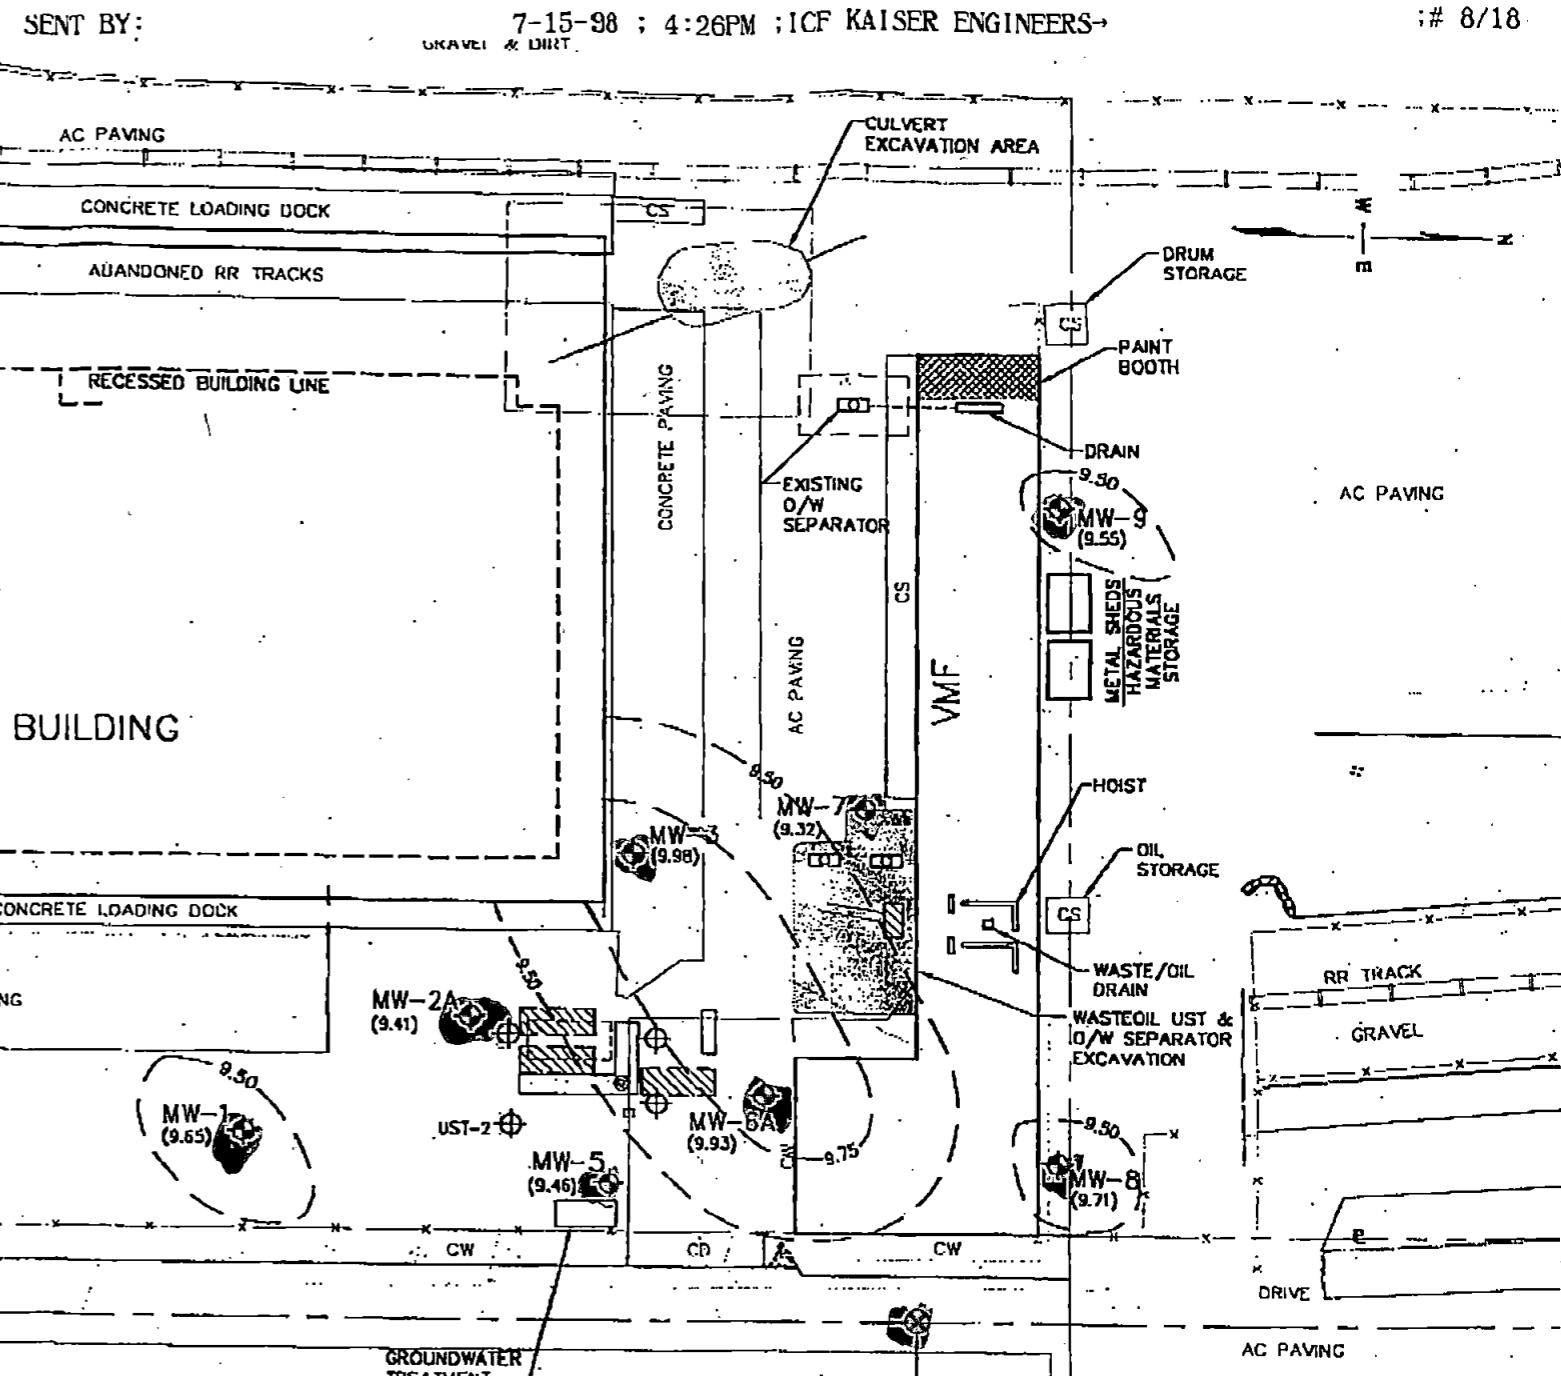 SENT BY:
7-15-98 ; 4:26PM ; ICF KAISER ENGINEERS→
;# 8/18
GRAVEL & DIRT
AC PAVING
CULVERT
EXCAVATION AREA
CONCRETE LOADING DOCK
CS
W
N
E
ABANDONED RR TRACKS
DRUM
STORAGE
CS
PAINT
BOOTH
RECESSED BUILDING LINE
CONCRETE PAVING
DRAIN
EXISTING
O/W
SEPARATOR
9.50
MW-9
(9.55)
AC PAVING
CS
METAL SHEDS
HAZARDOUS
MATERIALS
STORAGE
AC PAVING
VMF
BUILDING
9.50
HOIST
MW-7
(9.32)
MW-3
(9.98)
OIL
STORAGE
CS
CONCRETE LOADING DOCK
9.50
WASTE/OIL
DRAIN
RR TRACK
NG
MW-2A
(9.41)
WASTEOIL UST &
O/W SEPARATOR
EXCAVATION
GRAVEL
9.50
MW-1
(9.65)
UST-2
MW-6A
(9.93)
9.75
9.50
MW-5
(9.46)
MW-8
(9.71)
CW
CD
CW
DRIVE
GROUNDWATER
TREATMENT
AC PAVING